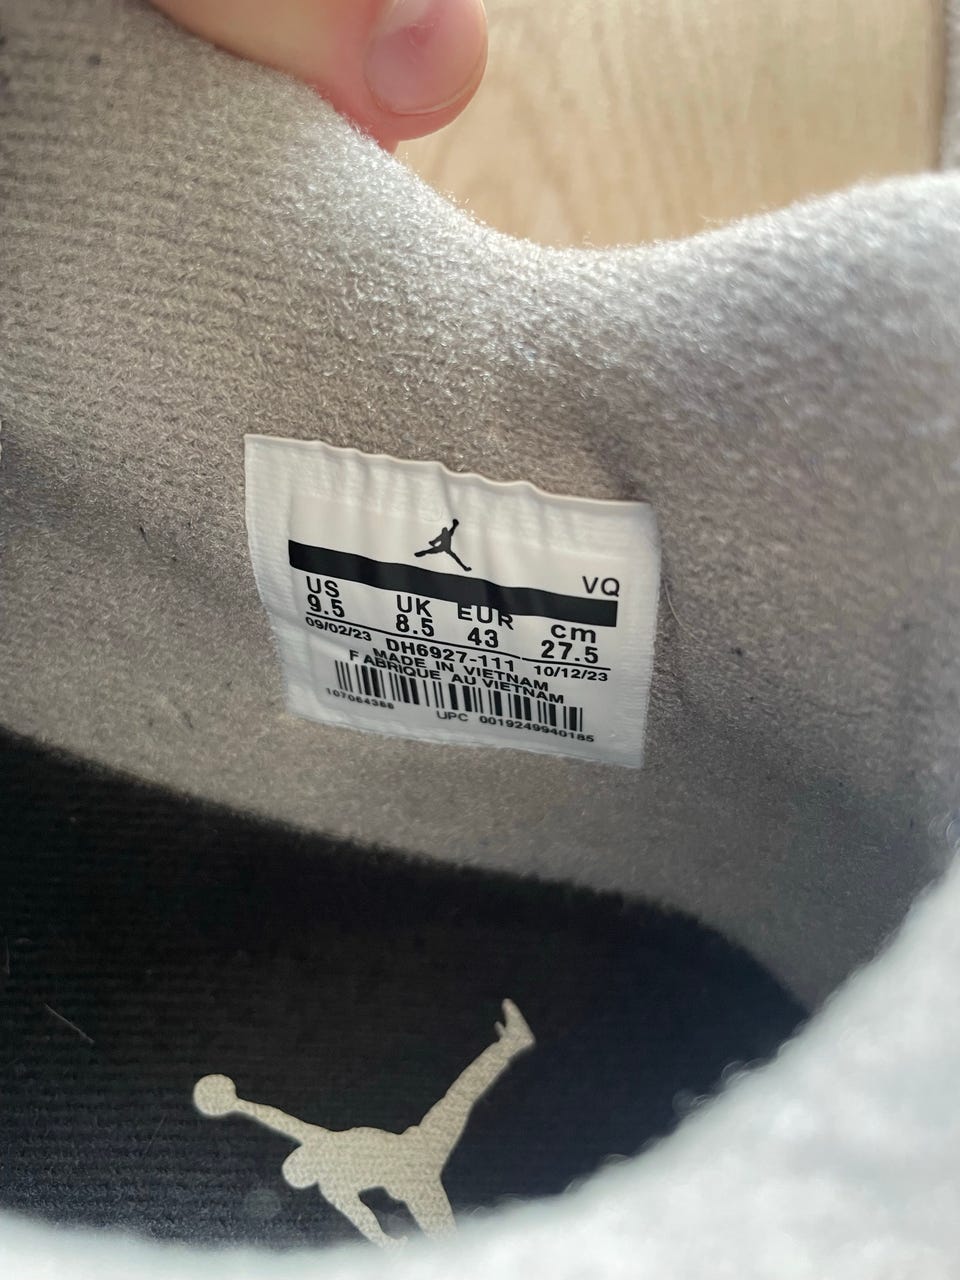 VQ
US UK EUR cm
9.5 8.5 43 27.5
09/02/23 DH6927-111 10/12/23
MADE IN VIETNAM
FABRIQUE AU VIETNAM
107064388 UPC 0019249940185